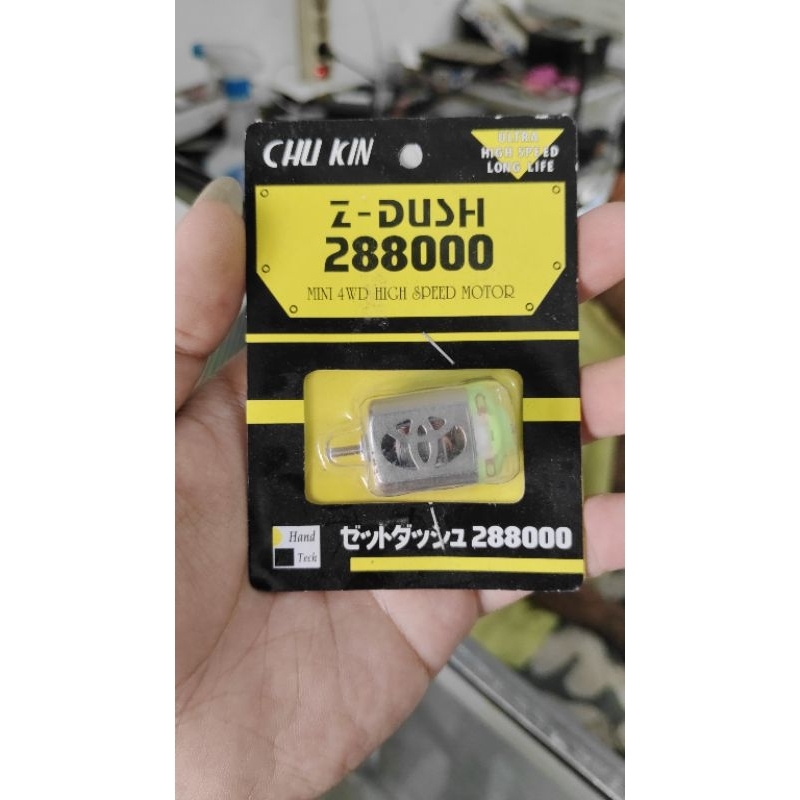 CHU KIN
ULTRA
HIGH SPEED
LONG LIFE
Z-DUSH
288000
MINI 4WD HIGH SPEED MOTOR
Hand
Tech
ゼットダッシュ 288000